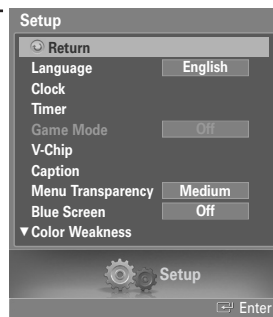 Setup
Return
Language English
Clock
Timer
Game Mode Off
V-Chip
Caption
Menu Transparency Medium
Blue Screen Off
▼Color Weakness
Setup
Enter